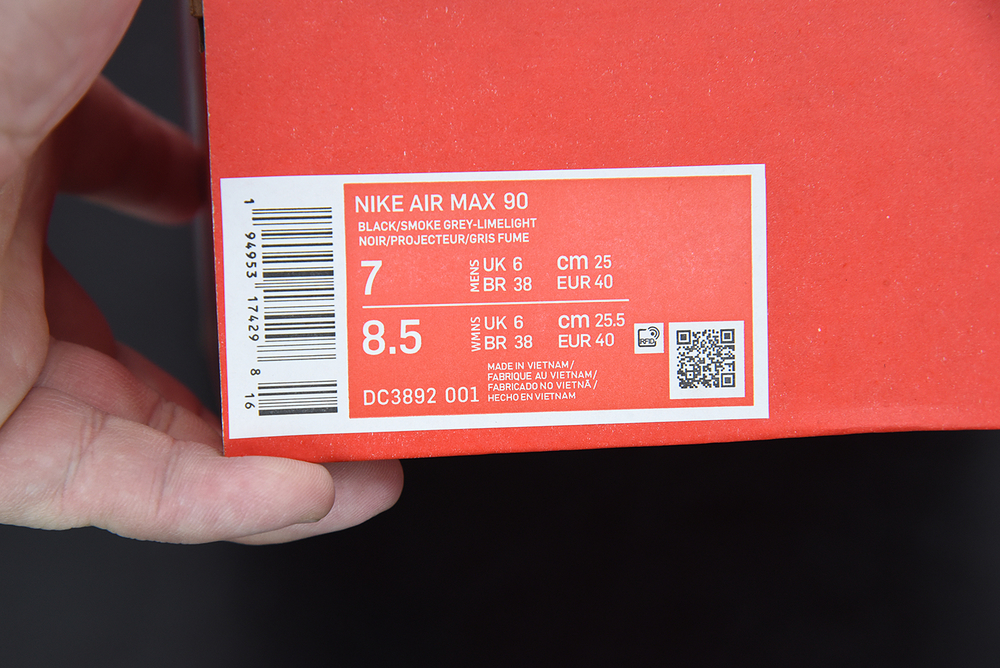 1 94953 17429 8 16
NIKE AIR MAX 90
BLACK/SMOKE GREY-LIMELIGHT
NOIR/PROJECTEUR/GRIS FUME
7 MENS UK 6 cm 25
BR 38 EUR 40
8.5 WMNS UK 6 cm 25.5
BR 38 EUR 40
RFID
MADE IN VIETNAM/
FABRIQUE AU VIETNAM/
FABRICADO NO VIETNÃ /
HECHO EN VIETNAM
DC3892 001